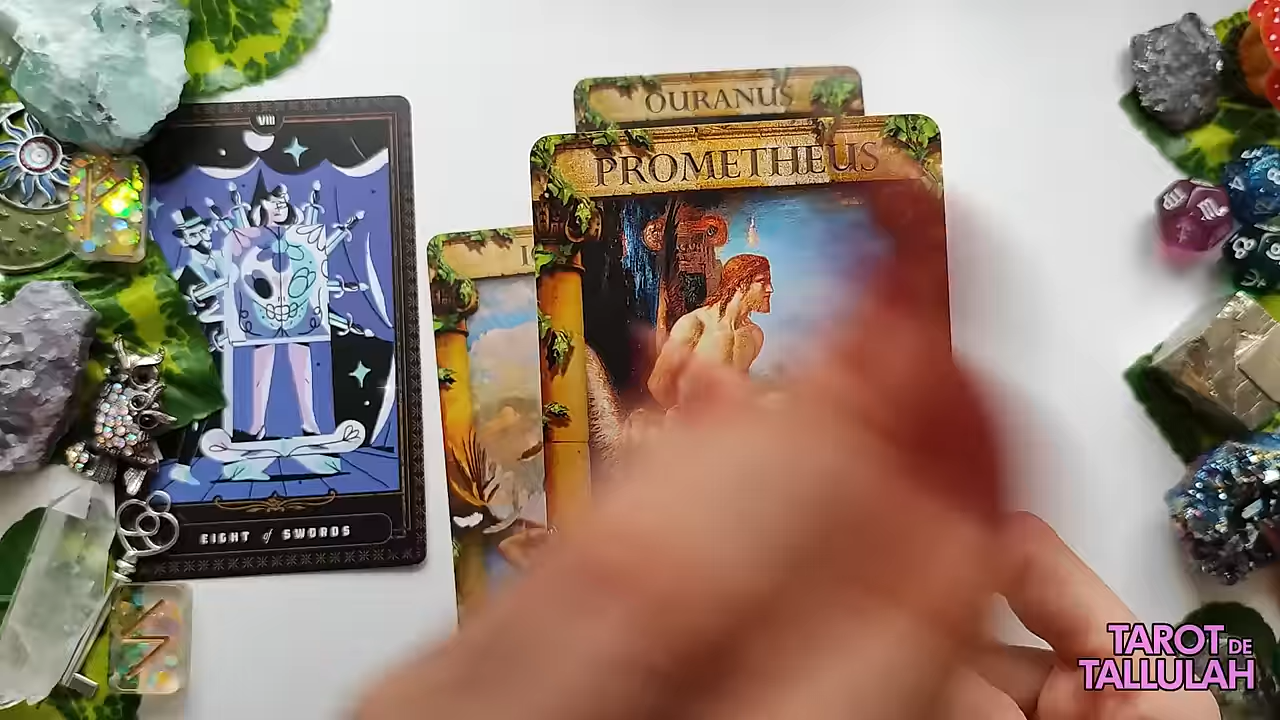 VIII
EIGHT of SWORDS
OURANUS
PROMETHEUS
TAROT DE
TALLULAH